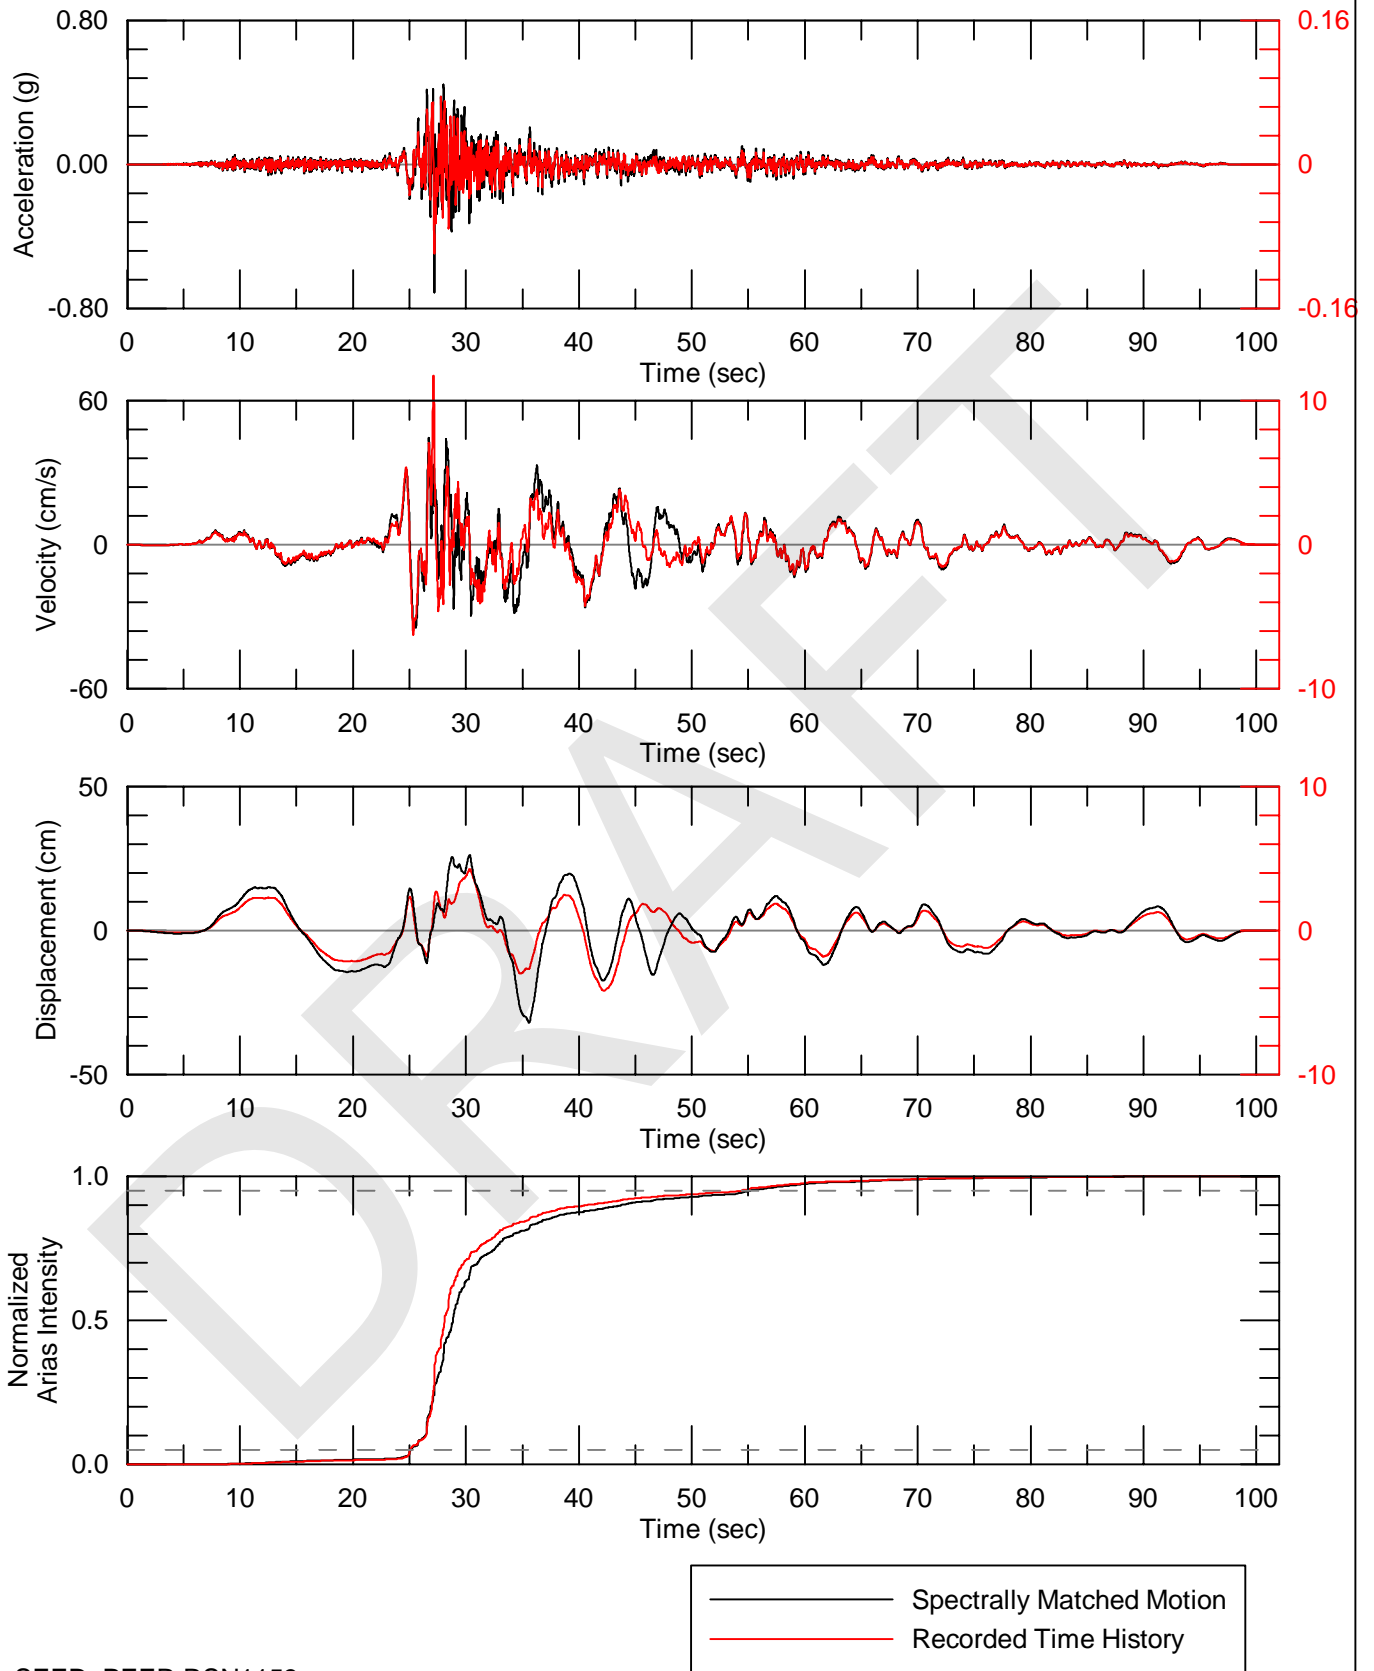 0.80
0.00
-0.80
Acceleration (g)
0.16
0
-0.16
0 10 20 30 40 50 60 70 80 90 100
Time (sec)
60
0
-60
Velocity (cm/s)
10
0
-10
0 10 20 30 40 50 60 70 80 90 100
Time (sec)
50
0
-50
Displacement (cm)
10
0
-10
0 10 20 30 40 50 60 70 80 90 100
Time (sec)
1.0
0.5
0.0
Normalized
Arias Intensity
0 10 20 30 40 50 60 70 80 90 100
Time (sec)
Spectrally Matched Motion
Recorded Time History
DRAFT